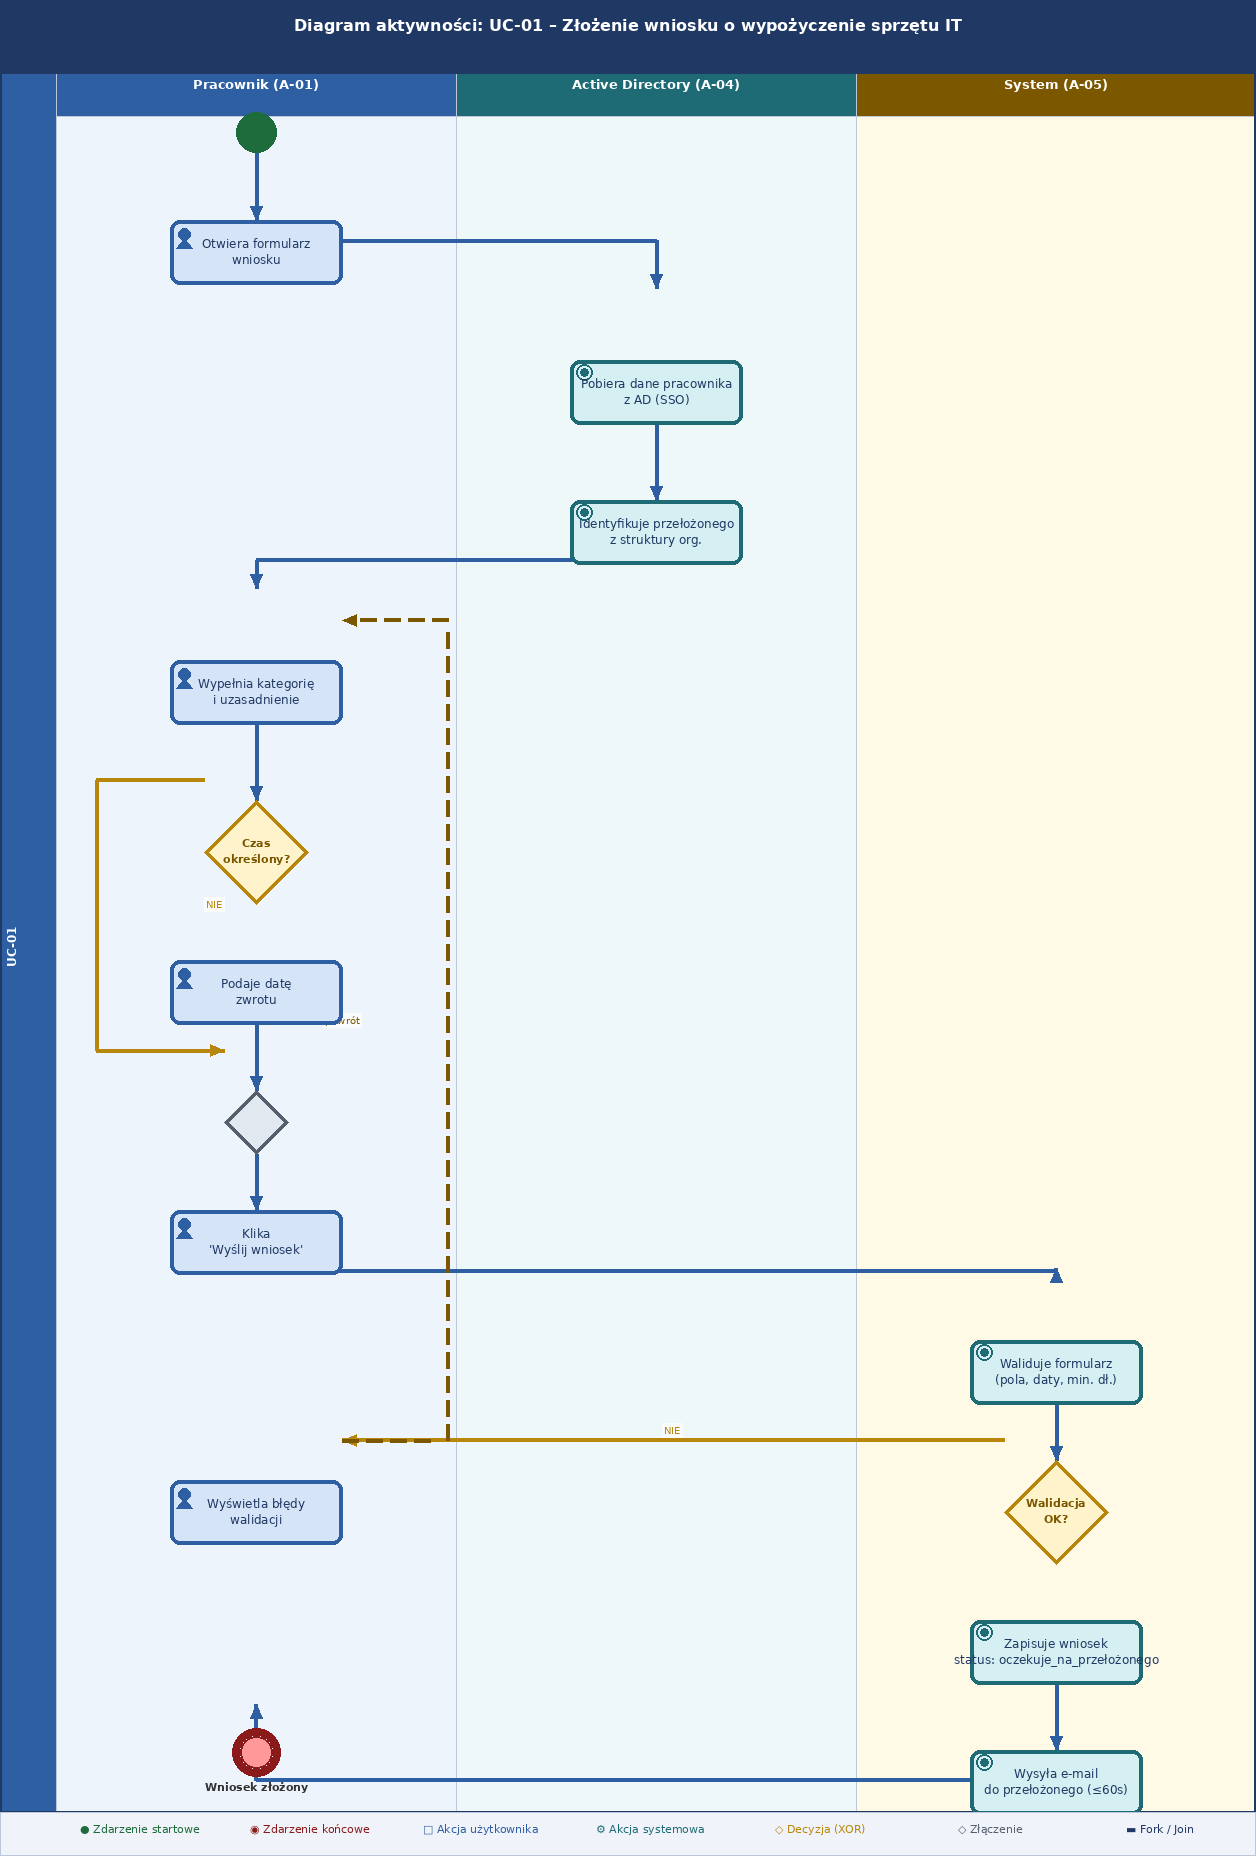 Diagram aktywności: UC-01 – Złożenie wniosku o wypożyczenie sprzętu IT
Pracownik (A-01)
Active Directory (A-04)
System (A-05)
UC-01
Otwiera formularz
wniosku
Pobiera dane pracownika
z AD (SSO)
Identyfikuje przełożonego
z struktury org.
Wypełnia kategorię
i uzasadnienie
Czas
określony?
NIE
Podaje datę
zwrotu
Klika
'Wyślij wniosek'
Waliduje formularz
(pola, daty, min. dł.)
NIE
Walidacja
OK?
Wyświetla błędy
walidacji
Zapisuje wniosek
status: oczekuje_na_przełożonego
Wysyła e-mail
do przełożonego (≤60s)
Wniosek złożony
● Zdarzenie startowe
◉ Zdarzenie końcowe
□ Akcja użytkownika
⚙ Akcja systemowa
◇ Decyzja (XOR)
◇ Złączenie
▬ Fork / Join